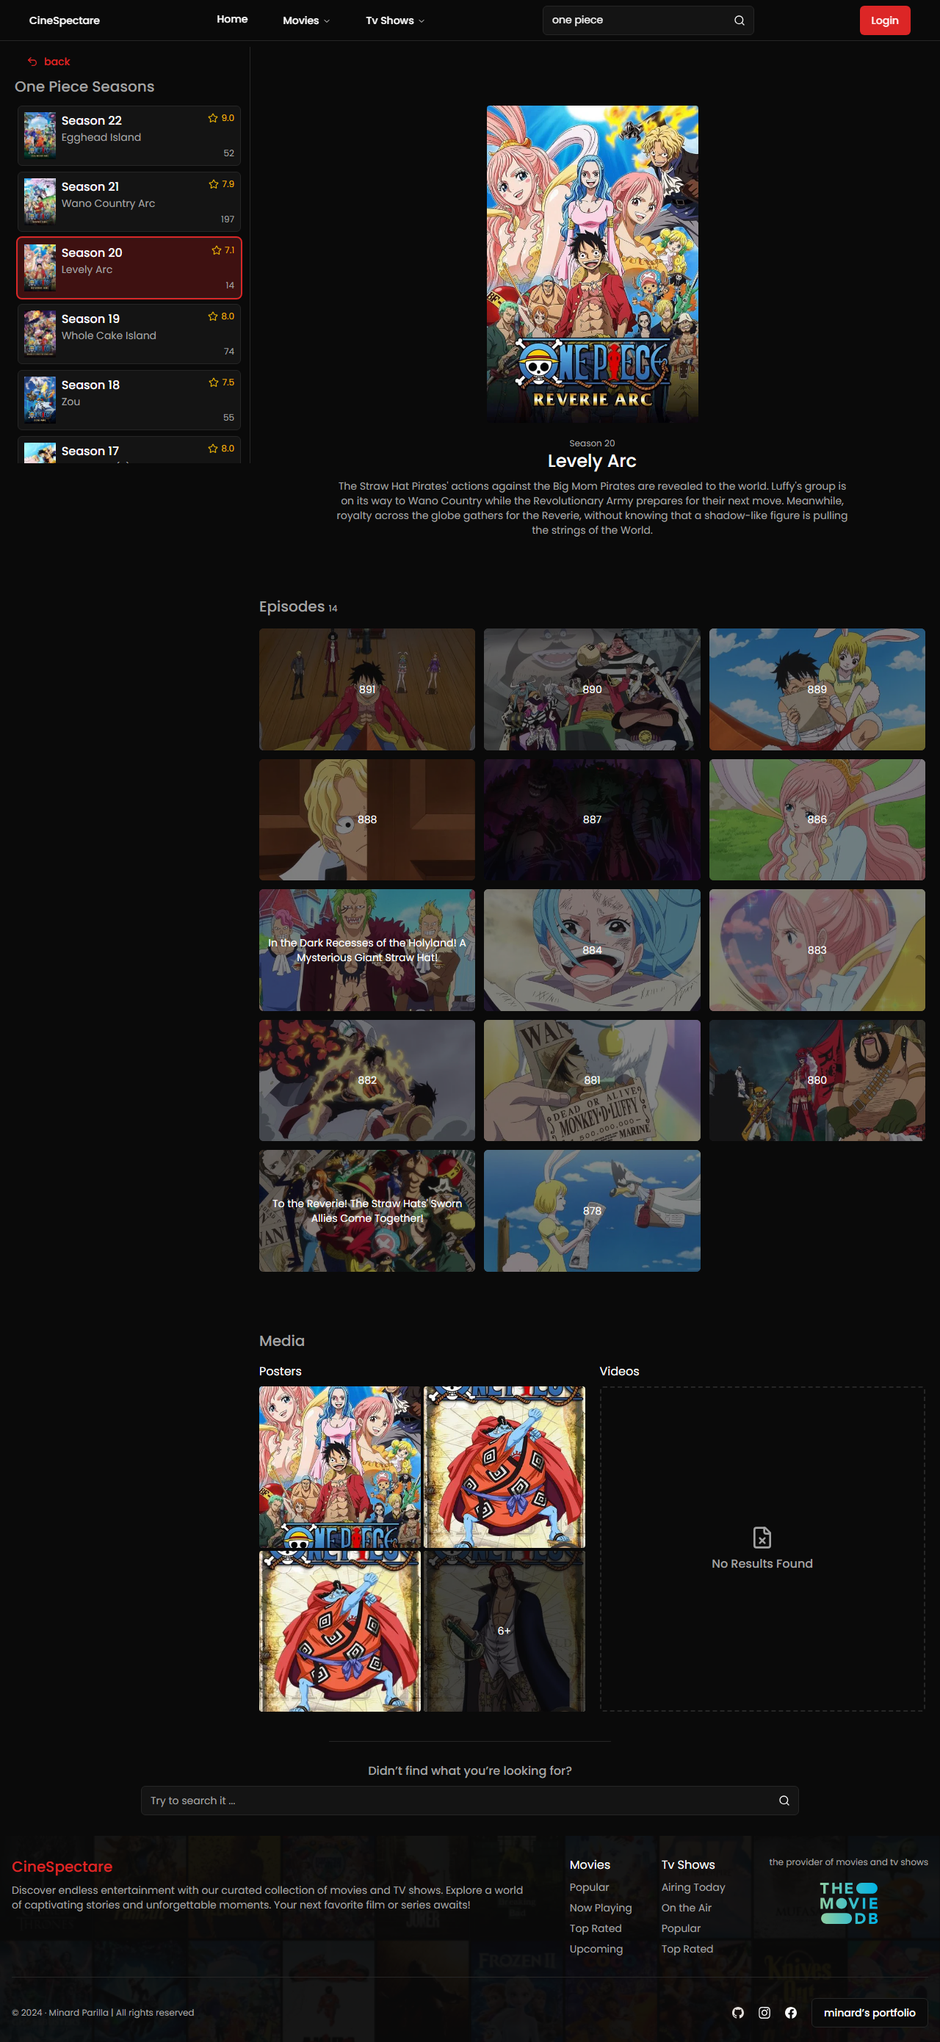 CineSpectare
Home
Movies
Tv Shows
one piece
Login
back
One Piece Seasons
Season 22
9.0
Egghead Island
52
Season 21
7.9
Wano Country Arc
197
Season 20
7.1
Levely Arc
14
Season 19
8.0
Whole Cake Island
74
Season 18
7.5
Zou
55
Season 17
8.0
ONE PIECE
REVERIE ARC
Season 20
Levely Arc
The Straw Hat Pirates' actions against the Big Mom Pirates are revealed to the world. Luffy's group is
on its way to Wano Country while the Revolutionary Army prepares for their next move. Meanwhile,
royalty across the globe gathers for the Reverie, without knowing that a shadow-like figure is pulling
the strings of the World.
Episodes 14
891
890
889
888
887
886
In the Dark Recesses of the Holyland! A
Mysterious Giant Straw Hat!
884
883
882
WAN
881
DEAD OR ALIVE
MONKEY·D·LUFFY
MARINE
880
To the Reverie! The Straw Hats' Sworn
Allies Come Together!
878
Media
Posters
Videos
ONE PIECE
6+
No Results Found
Didn't find what you're looking for?
Try to search it ...
CineSpectare
Discover endless entertainment with our curated collection of movies and TV shows. Explore a world
of captivating stories and unforgettable moments. Your next favorite film or series awaits!
Movies
Popular
Now Playing
Top Rated
Upcoming
Tv Shows
Airing Today
On the Air
Popular
Top Rated
the provider of movies and tv shows
THE
MOVIE
DB
FROZEN II
Knives
© 2024 · Minard Parilla | All rights reserved
minard's portfolio